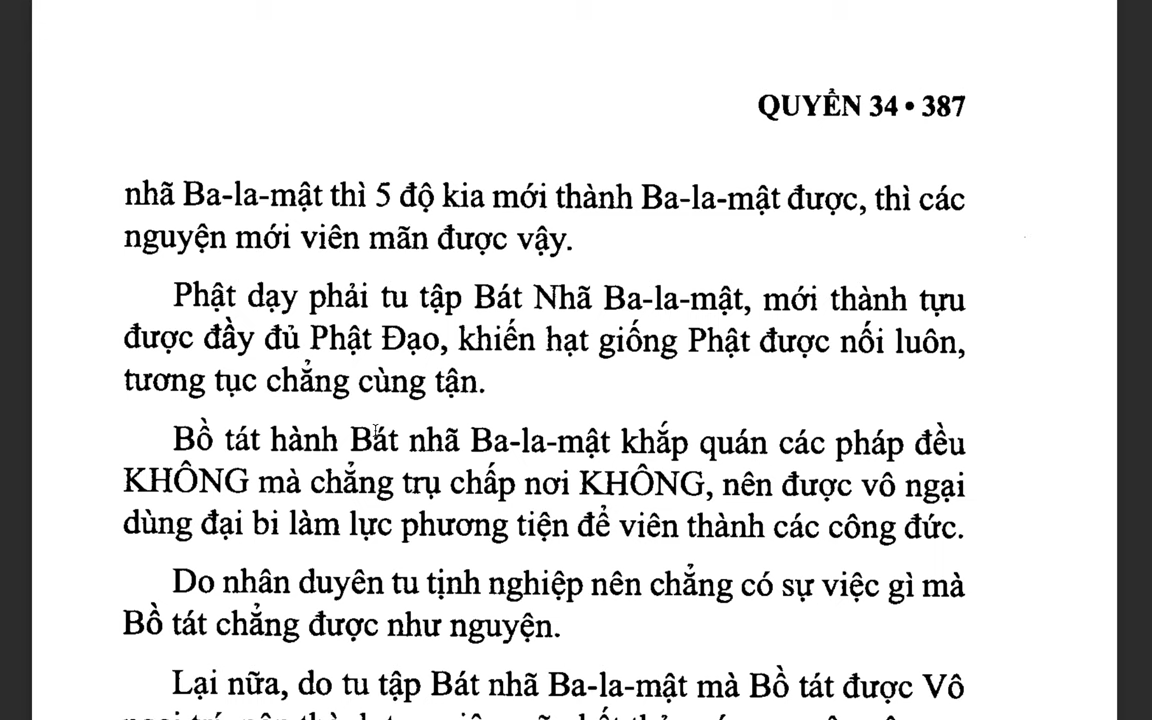 QUYỂN 34 • 387
nhã Ba-la-mật thì 5 độ kia mới thành Ba-la-mật được, thì các
nguyện mới viên mãn được vậy.
Phật dạy phải tu tập Bát Nhã Ba-la-mật, mới thành tựu
được đầy đủ Phật Đạo, khiến hạt giống Phật được nối luôn,
tương tục chẳng cùng tận.
Bồ tát hành Bát nhã Ba-la-mật khắp quán các pháp đều
KHÔNG mà chẳng trụ chấp nơi KHÔNG, nên được vô ngại
dùng đại bi làm lực phương tiện để viên thành các công đức.
Do nhân duyên tu tịnh nghiệp nên chẳng có sự việc gì mà
Bồ tát chẳng được như nguyện.
Lại nữa, do tu tập Bát nhã Ba-la-mật mà Bồ tát được Vô